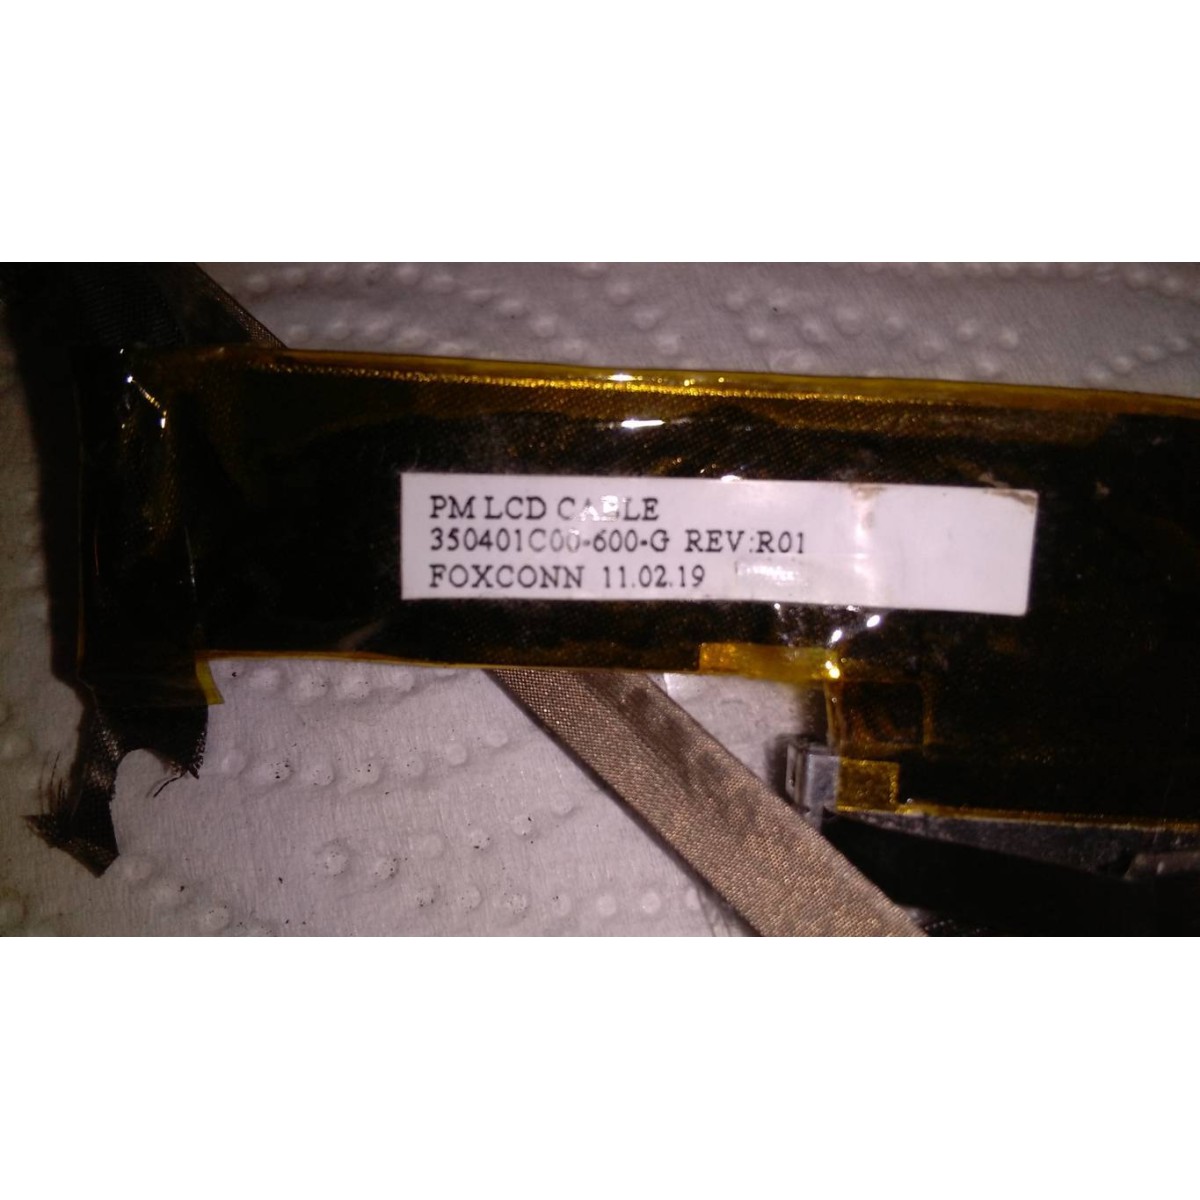 PM LCD CABLE
350401C00-600-G REV:R01
FOXCONN 11.02.19